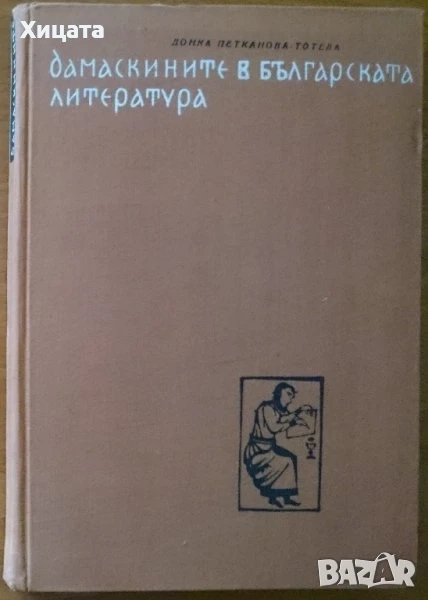 Хицата
ДОНКА ПЕТКАНОВА-ТОТЕВА
ДАМАСКИНИТЕ В БЪЛГАРСКАТА
ЛИТЕРАТУРА
BAZAR